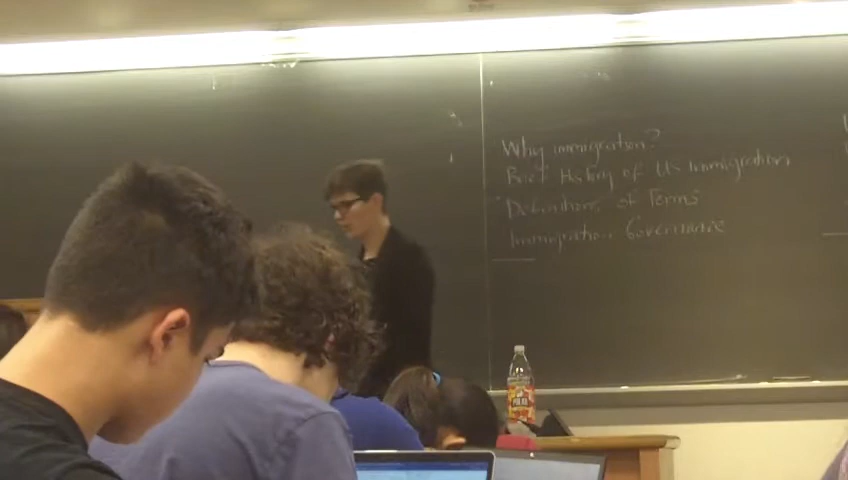 Why immigration?
Brief History of US Immigration
Definitions of Terms
Immigration Governance